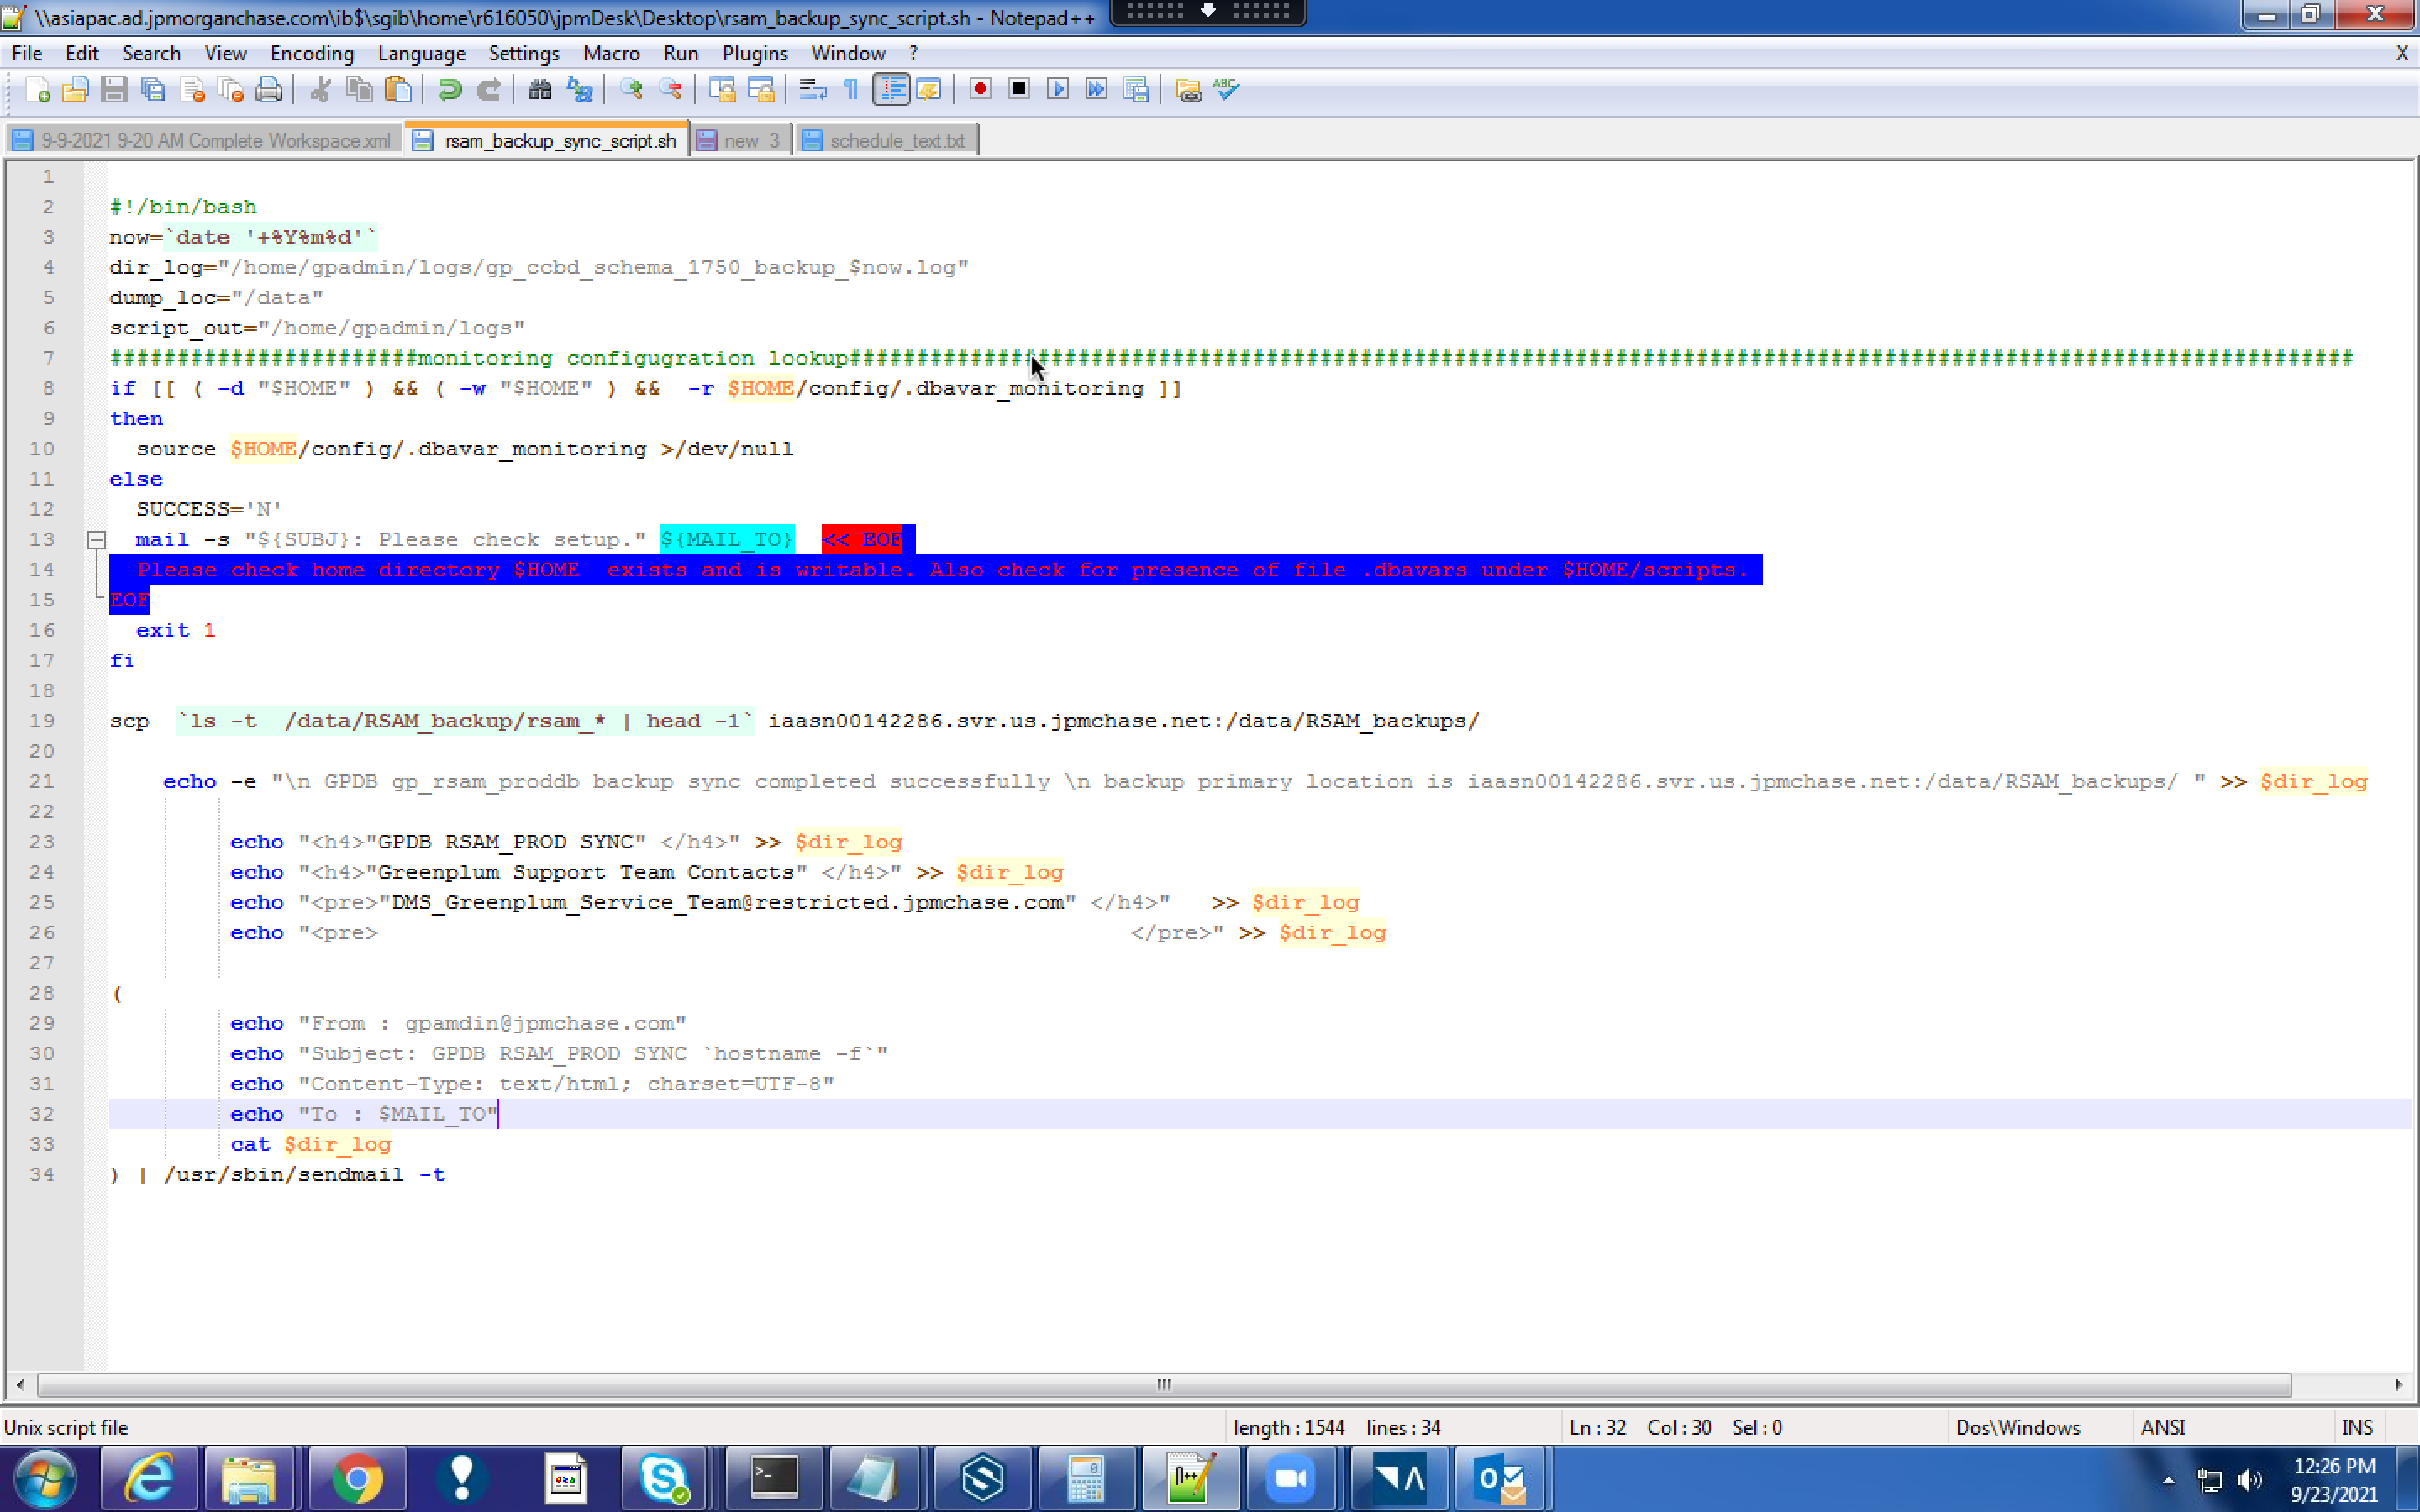 \\asiapac.ad.jpmorganchase.com\ib$\sgib\home\r616050\jpmDesk\Desktop\rsam_backup_sync_script.sh - Notepad++
File Edit Search View Encoding Language Settings Macro Run Plugins Window ? X
9-9-2021 9-20 AM Complete Workspace.xml rsam_backup_sync_script.sh new 3 schedule_text.txt
1
2 #!/bin/bash
3 now=`date '+%Y%m%d'`
4 dir_log="/home/gpadmin/logs/gp_ccbd_schema_1750_backup_$now.log"
5 dump_loc="/data"
6 script_out="/home/gpadmin/logs"
7 #######################monitoring configugration lookup################################################################################################################
8 if [[ ( -d "$HOME" ) && ( -w "$HOME" ) &&  -r $HOME/config/.dbavar_monitoring ]]
9 then
10   source $HOME/config/.dbavar_monitoring >/dev/null
11 else
12   SUCCESS='N'
13   mail -s "${SUBJ}: Please check setup." ${MAIL_TO}  << EOF
14   Please check home directory $HOME  exists and is writable. Also check for presence of file .dbavars under $HOME/scripts.
15 EOF
16   exit 1
17 fi
18
19 scp  `ls -t  /data/RSAM_backup/rsam_* | head -1` iaasn00142286.svr.us.jpmchase.net:/data/RSAM_backups/
20
21     echo -e "\n GPDB gp_rsam_proddb backup sync completed successfully \n backup primary location is iaasn00142286.svr.us.jpmchase.net:/data/RSAM_backups/ " >> $dir_log
22
23          echo "<h4>"GPDB RSAM_PROD SYNC" </h4>" >> $dir_log
24          echo "<h4>"Greenplum Support Team Contacts" </h4>" >> $dir_log
25          echo "<pre>"DMS_Greenplum_Service_Team@restricted.jpmchase.com" </h4>"   >> $dir_log
26          echo "<pre>                                                        </pre>" >> $dir_log
27
28 (
29          echo "From : gpamdin@jpmchase.com"
30          echo "Subject: GPDB RSAM_PROD SYNC `hostname -f`"
31          echo "Content-Type: text/html; charset=UTF-8"
32          echo "To : $MAIL_TO"
33          cat $dir_log
34 ) | /usr/sbin/sendmail -t
Unix script file length : 1544 lines : 34 Ln : 32 Col : 30 Sel : 0 Dos\Windows ANSI INS
12:26 PM
9/23/2021